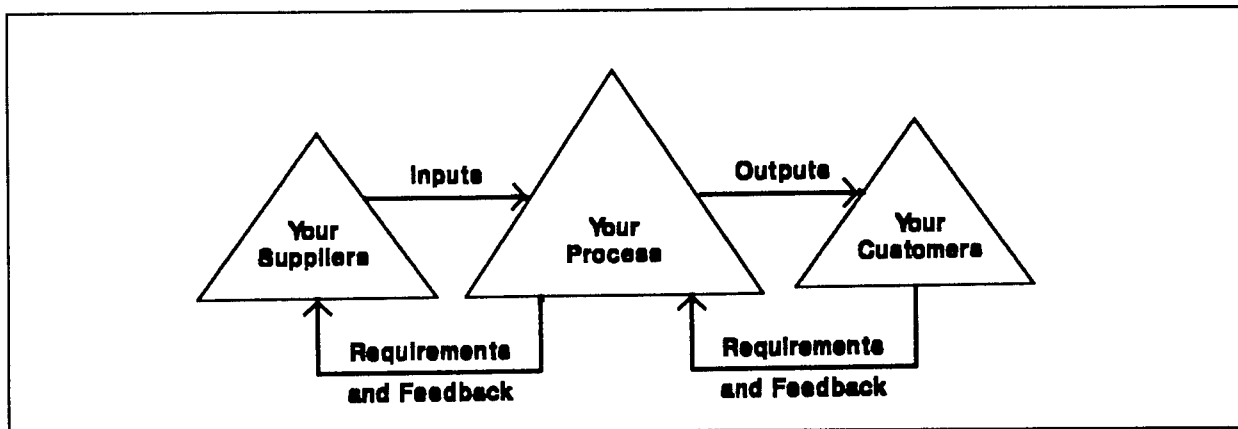 Inputs
Outputs
Your
Suppliers
Your
Process
Your
Customers
Requirements
and Feedback
Requirements
and Feedback